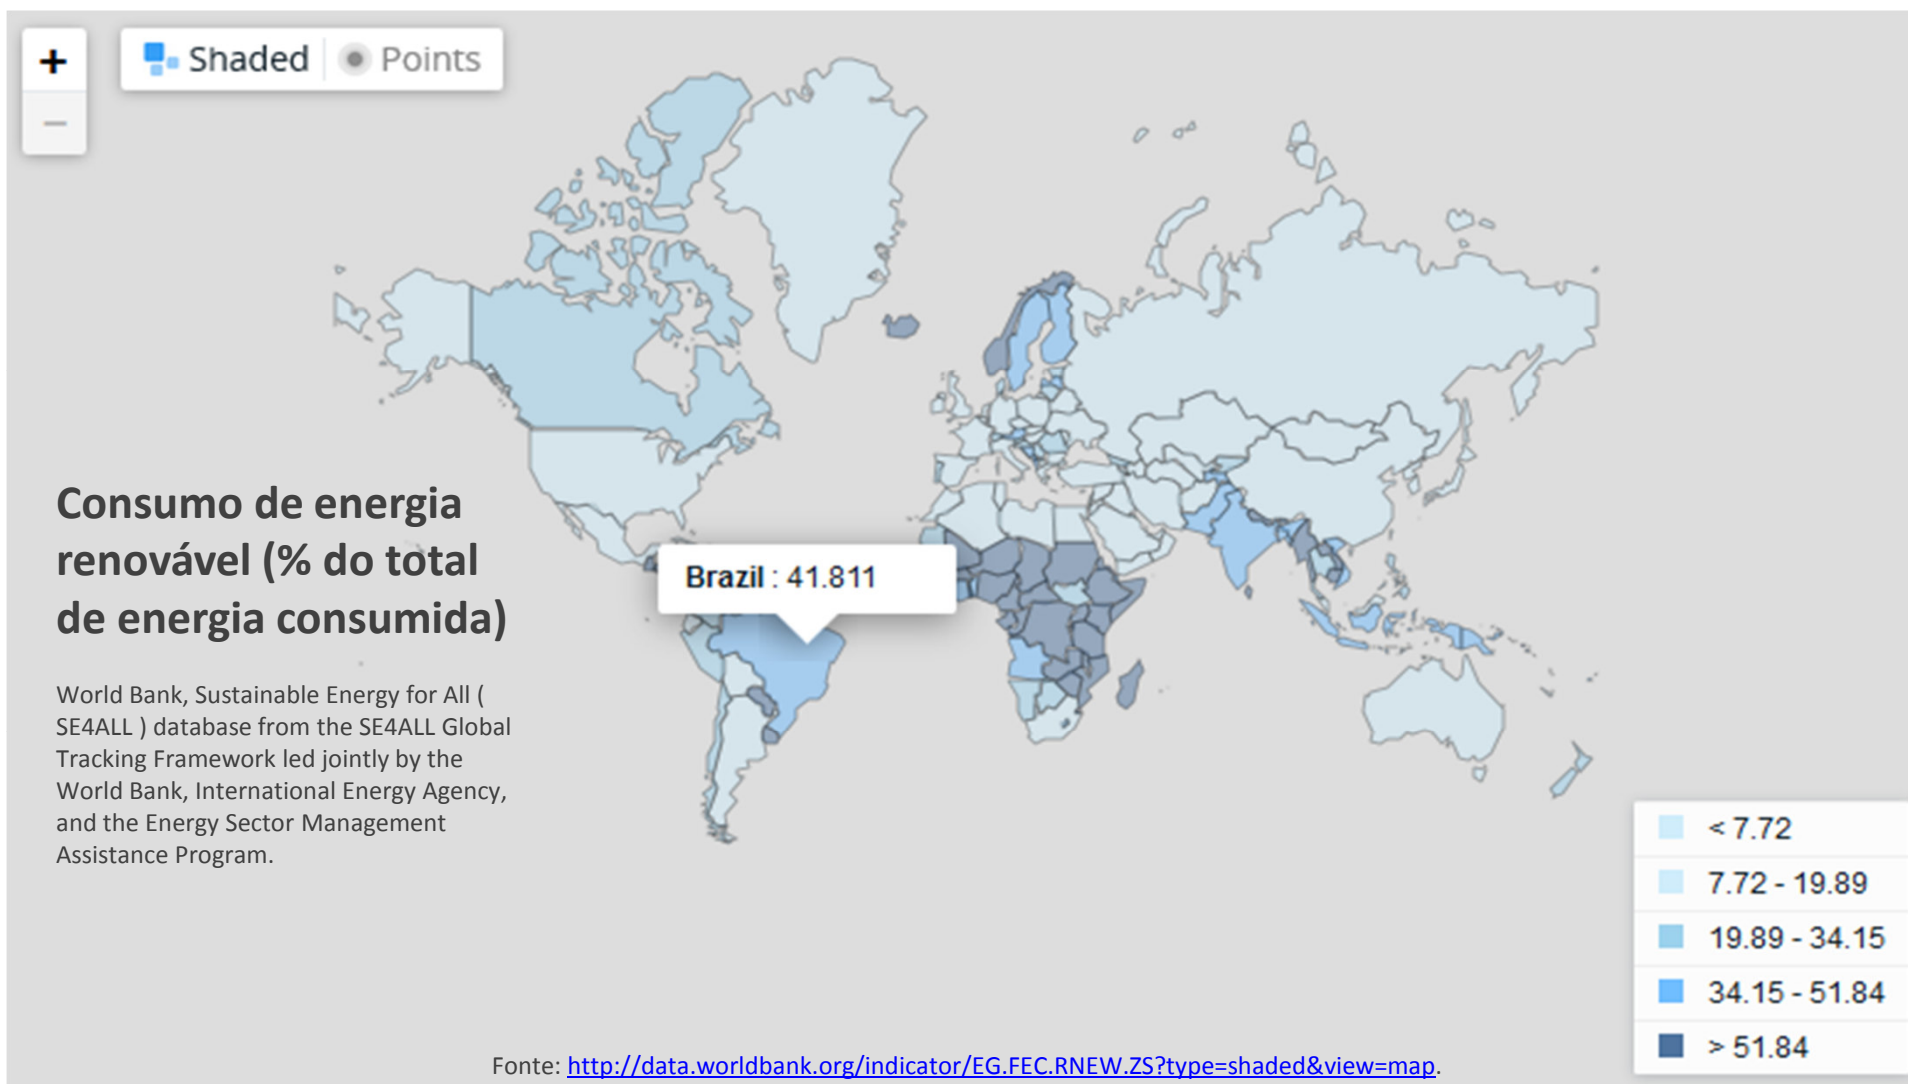 +
Shaded
Points
−
Consumo de energia
renovável (% do total
de energia consumida)
Brazil : 41.811
World Bank, Sustainable Energy for All (
SE4ALL ) database from the SE4ALL Global
Tracking Framework led jointly by the
World Bank, International Energy Agency,
and the Energy Sector Management
Assistance Program.
< 7.72
7.72 - 19.89
19.89 - 34.15
34.15 - 51.84
> 51.84
Fonte: http://data.worldbank.org/indicator/EG.FEC.RNEW.ZS?type=shaded&view=map.